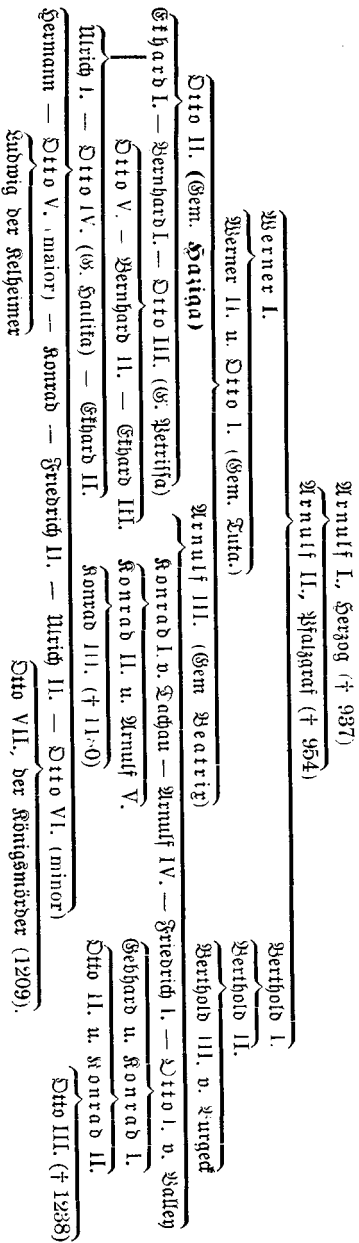 Arnulf I., Herzog († 937)
Arnulf II., Pfalzgraf († 954)
Werner I. Berthold I.
Werner II. u. Otto I. (Gem. Tuta.) Berthold II.
Otto II. (Gem. Haziga) Arnulf III. (Gem Beatrix) Berthold III. v. Burgeck
Ekhard I. — Bernhard I. — Otto III. (G. Petrissa) Konrad I. v. Dachau — Arnulf IV. — Friedrich I. — Otto I. v. Valley
Otto V. — Bernhard II. — Ekhard III. Konrad II. u. Arnulf V. Gebhard u. Konrad I.
Ulrich I. — Otto IV. (G. Hailika) — Ekhard II. Konrad III. Otto II. u. Konrad II.
Hermann — Otto V. (maior) — Konrad — Friedrich II. — Ulrich II. — Otto VI. (minor) Otto III. († 1238)
Ludwig der Kelheimer Otto VII., der Königsmörder (1209).